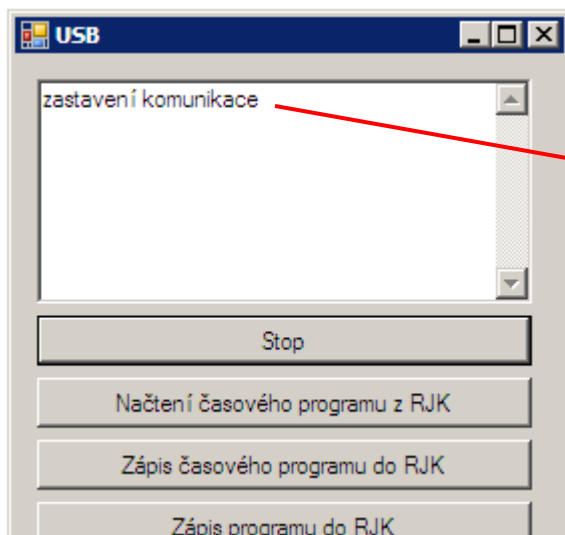 USB
zastavení komunikace
Stop
Načtení časového programu z RJK
Zápis časového programu do RJK
Zápis programu do RJK